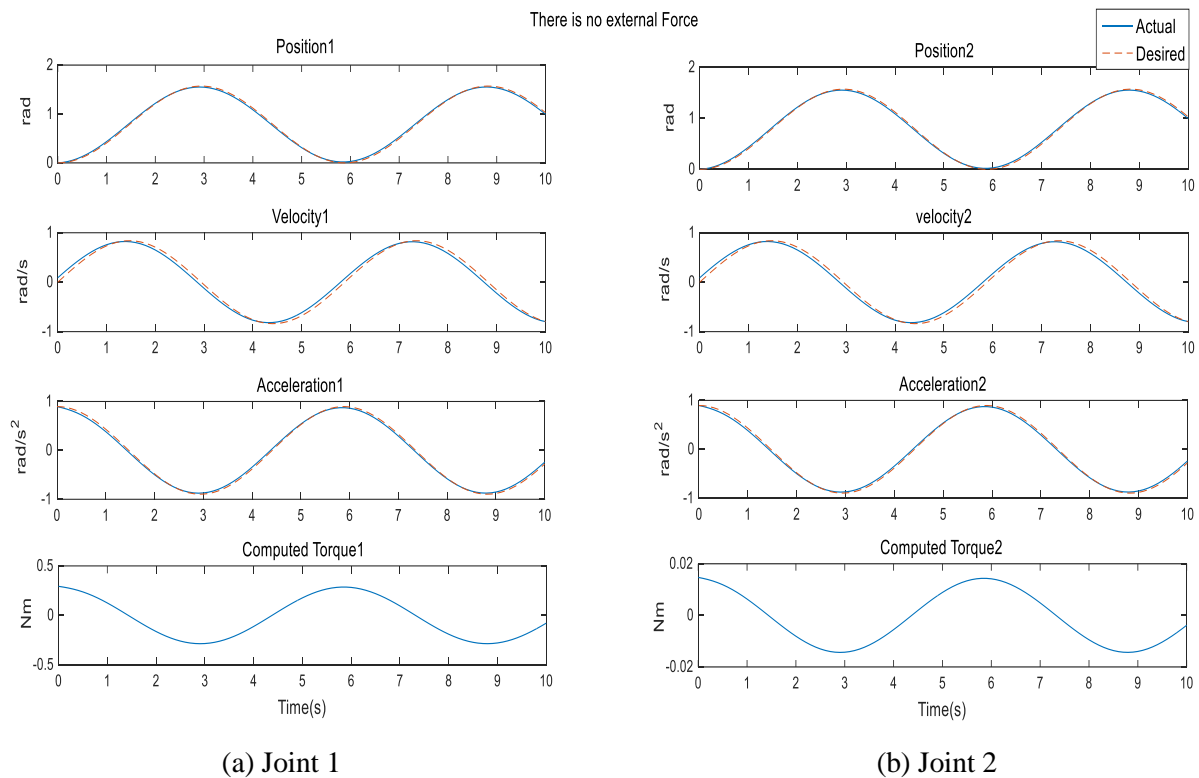 There is no external Force
Actual
Desired
Position1
2
1
0
rad
0 1 2 3 4 5 6 7 8 9 10
Velocity1
1
0
-1
rad/s
0 1 2 3 4 5 6 7 8 9 10
Acceleration1
1
0
-1
rad/s²
0 1 2 3 4 5 6 7 8 9 10
Computed Torque1
0.5
0
-0.5
Nm
0 1 2 3 4 5 6 7 8 9 10
Time(s)
(a) Joint 1
Position2
2
1
0
rad
0 1 2 3 4 5 6 7 8 9 10
velocity2
1
0
-1
rad/s
0 1 2 3 4 5 6 7 8 9 10
Acceleration2
1
0
-1
rad/s²
0 1 2 3 4 5 6 7 8 9 10
Computed Torque2
0.02
0
-0.02
Nm
0 1 2 3 4 5 6 7 8 9 10
Time(s)
(b) Joint 2